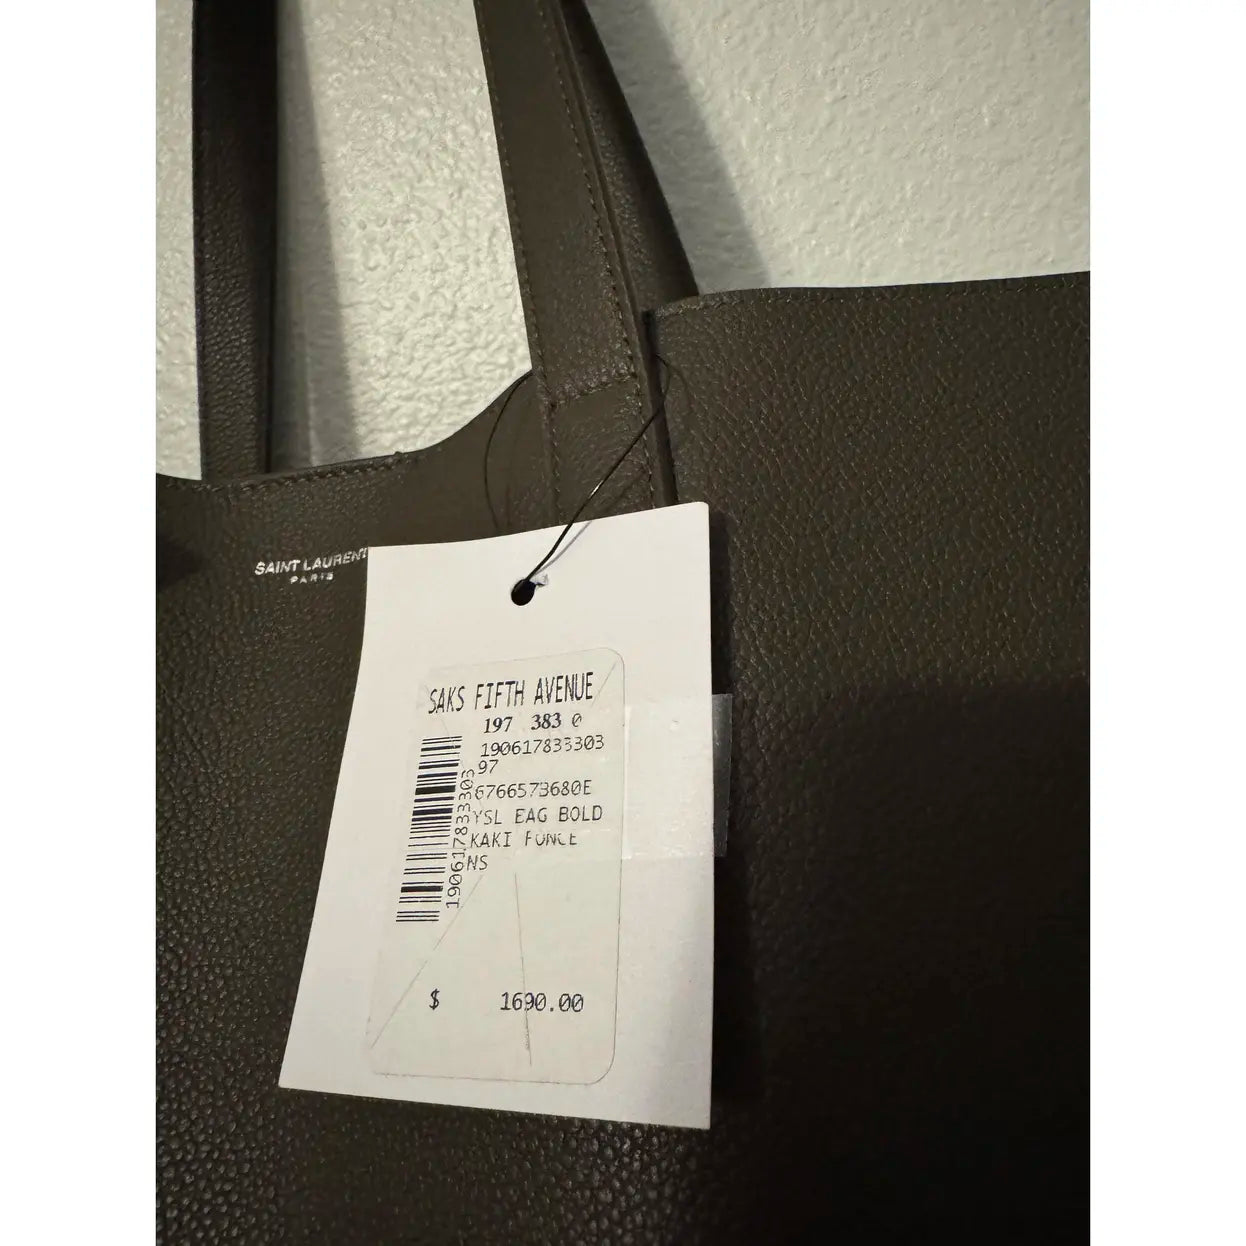 SAINT LAURENT
PARIS
SAKS FIFTH AVENUE
197 383 0
190617833303
97
6766573680E
YSL EAG BOLD
KAKI FONCE
NS
190617833303
$ 1690.00